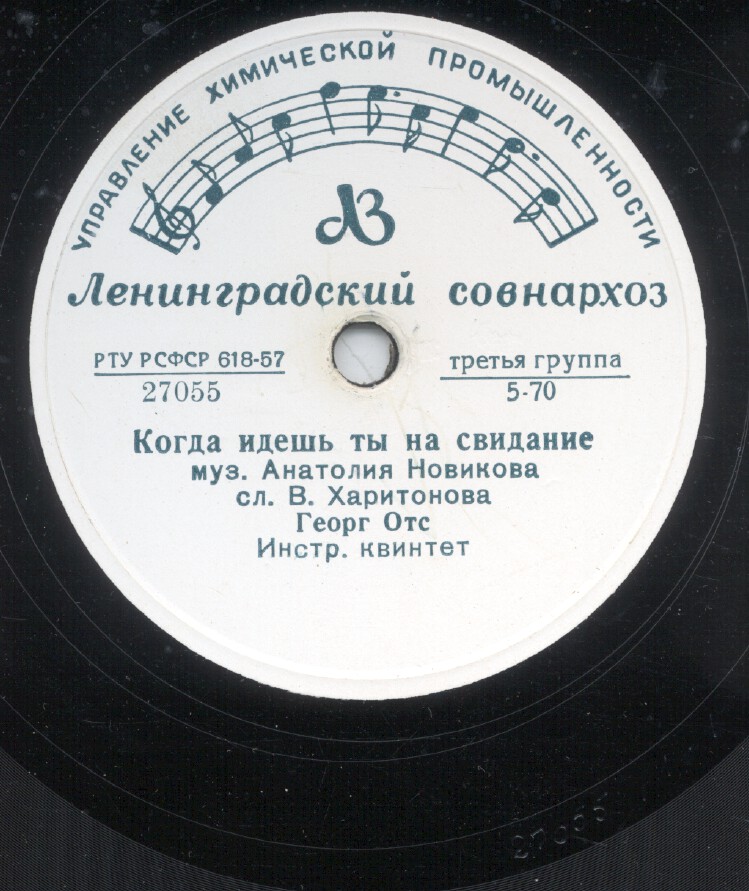 УПРАВЛЕНИЕ ХИМИЧЕСКОЙ ПРОМЫШЛЕННОСТИ
ЛЗ
Ленинградский совнархоз
РТУ РСФСР 618-57
27055
третья группа
5-70
Когда идешь ты на свидание
муз. Анатолия Новикова
сл. В. Харитонова
Георг Отс
Инстр. квинтет
27055